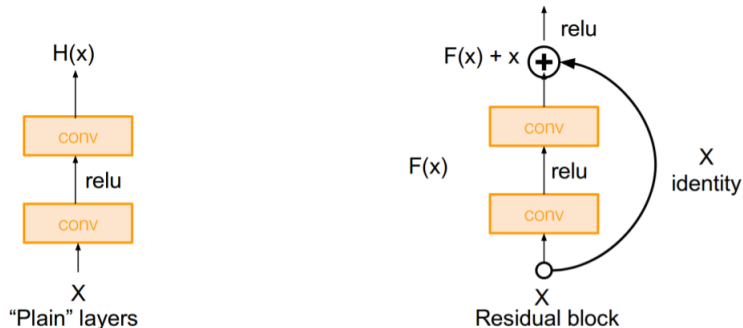 H(x)
conv
relu
conv
X
“Plain” layers
relu
F(x) + x
conv
F(x)
relu
X
identity
conv
X
Residual block